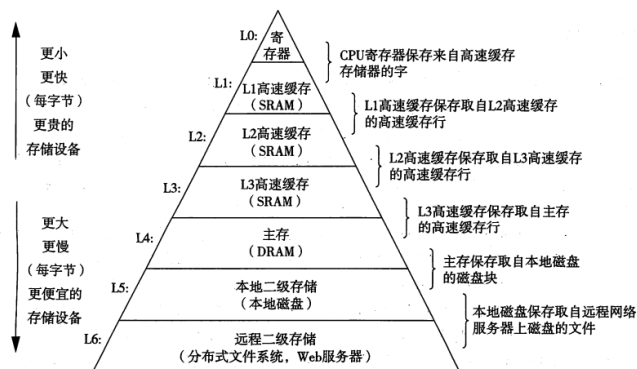 更小
更快
（每字节）
更贵的
存储设备
更大
更慢
（每字节）
更便宜的
存储设备
L0:
寄
存器
L1:
L1高速缓存
（SRAM）
L2:
L2高速缓存
（SRAM）
L3:
L3高速缓存
（SRAM）
L4:
主存
（DRAM）
L5:
本地二级存储
（本地磁盘）
L6:
远程二级存储
（分布式文件系统，Web服务器）
CPU寄存器保存来自高速缓存
存储器的字
L1高速缓存保存取自L2高速缓存
的高速缓存行
L2高速缓存保存取自L3高速缓存
的高速缓存行
L3高速缓存保存取自主存
的高速缓存行
主存保存取自本地磁盘
的磁盘块
本地磁盘保存取自远程网络
服务器上磁盘的文件